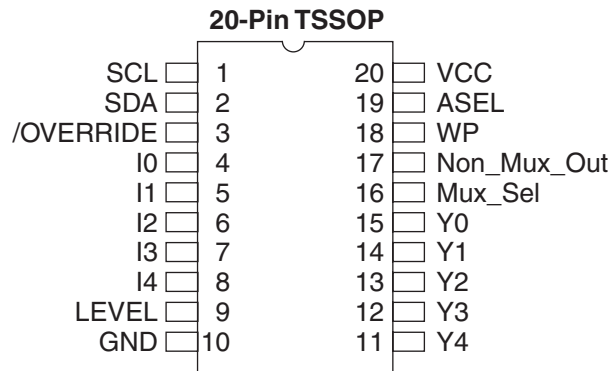 20-Pin TSSOP
SCL 1 20 VCC
SDA 2 19 ASEL
/OVERRIDE 3 18 WP
I0 4 17 Non_Mux_Out
I1 5 16 Mux_Sel
I2 6 15 Y0
I3 7 14 Y1
I4 8 13 Y2
LEVEL 9 12 Y3
GND 10 11 Y4